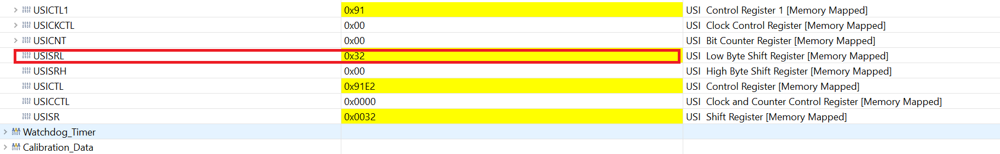 USICTL1 0x91 USI Control Register 1 [Memory Mapped]
USICKCTL 0x00 USI Clock Control Register [Memory Mapped]
USICNT 0x00 USI Bit Counter Register [Memory Mapped]
USISRL 0x32 USI Low Byte Shift Register [Memory Mapped]
USISRH 0x00 USI High Byte Shift Register [Memory Mapped]
USICTL 0x91E2 USI Control Register [Memory Mapped]
USICCTL 0x0000 USI Clock and Counter Control Register [Memory Mapped]
USISR 0x0032 USI Shift Register [Memory Mapped]
Watchdog_Timer
Calibration_Data